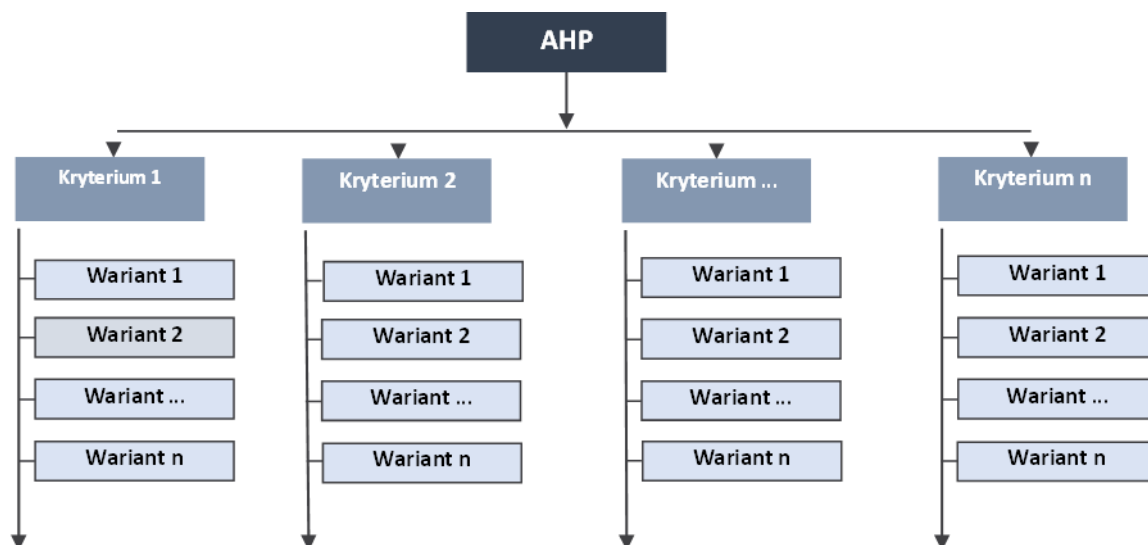 AHP
Kryterium 1
Kryterium 2
Kryterium ...
Kryterium n
Wariant 1
Wariant 2
Wariant ...
Wariant n
Wariant 1
Wariant 2
Wariant ...
Wariant n
Wariant 1
Wariant 2
Wariant ...
Wariant n
Wariant 1
Wariant 2
Wariant ...
Wariant n